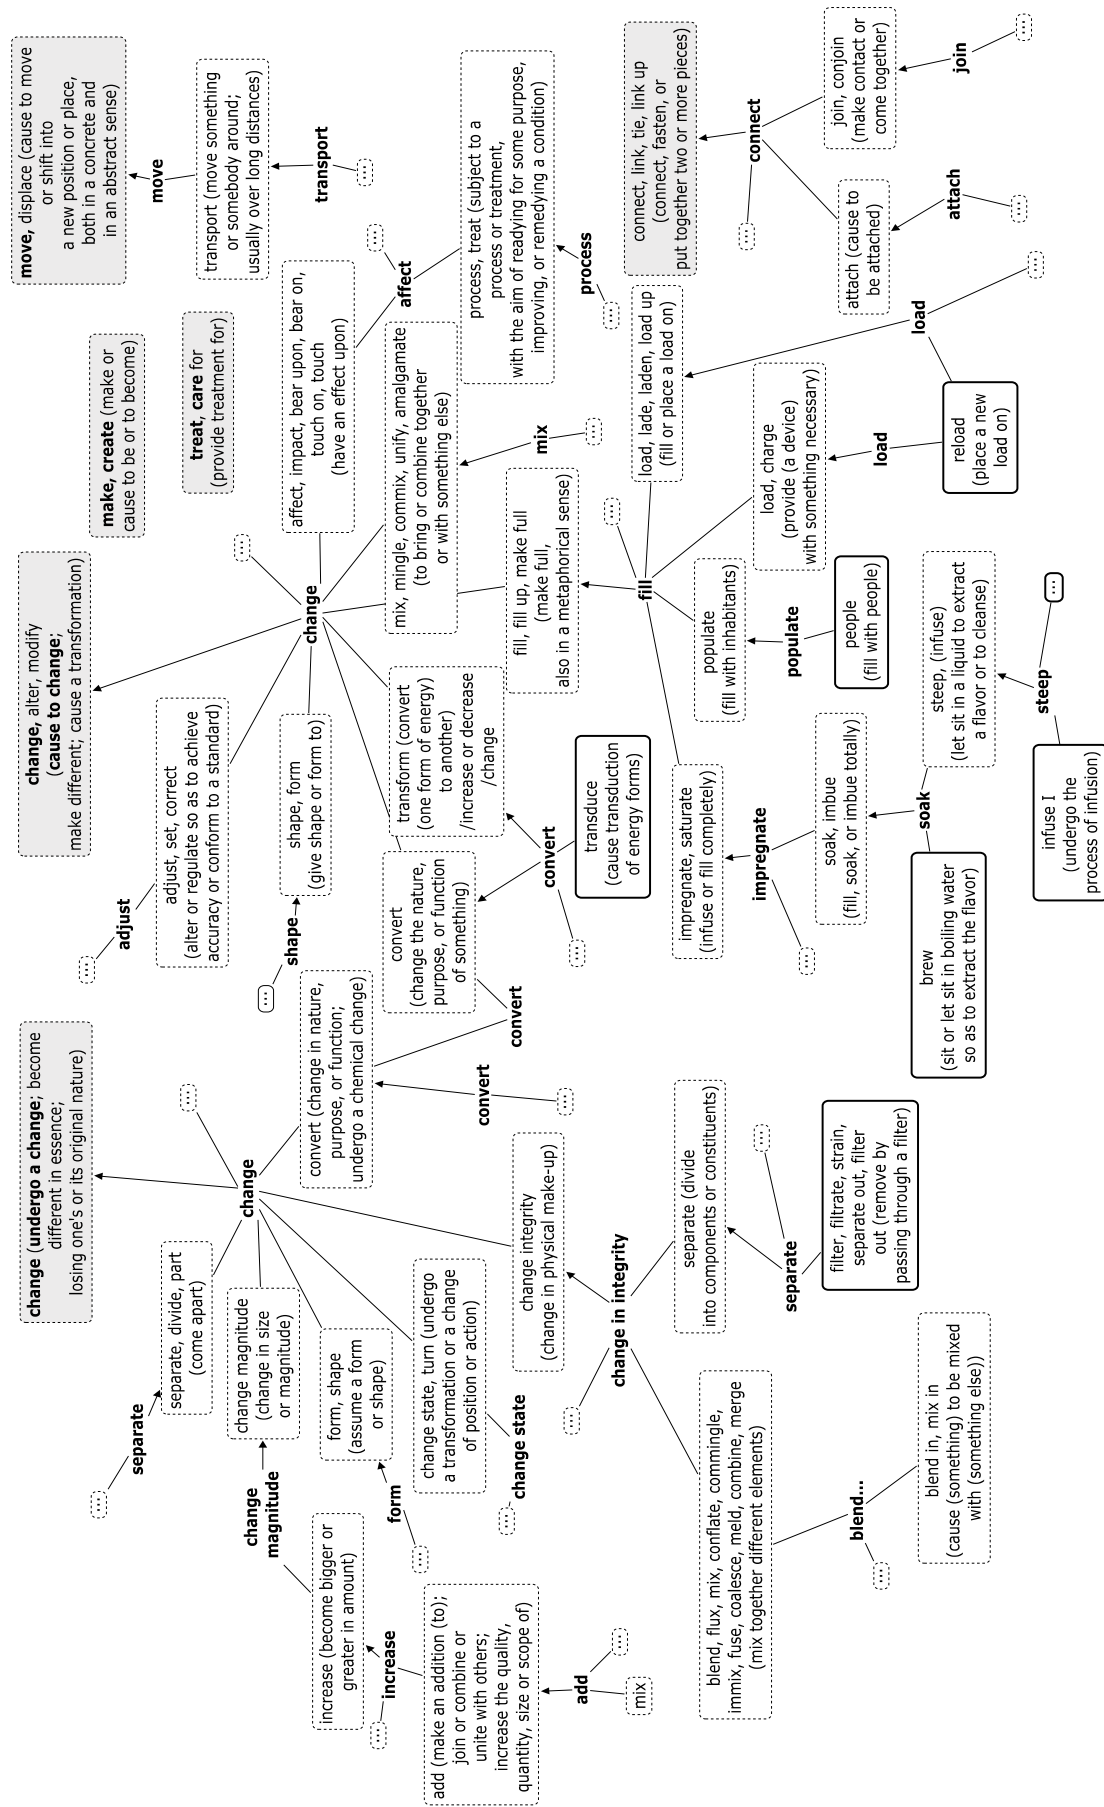 change (undergo a change; become
different in essence;
losing one's or its original nature)
change, alter, modify
(cause to change;
make different; cause a transformation)
make, create (make or
cause to be or to become)
move, displace (cause to move
or shift into
a new position or place,
both in a concrete and
in an abstract sense)
...
separate
separate, divide, part
(come apart)
...
...
adjust
adjust, set, correct
(alter or regulate so as to achieve
accuracy or conform to a standard)
treat, care for
(provide treatment for)
move
transport (move something
or somebody around;
usually over long distances)
change
magnitude
change magnitude
(change in size
or magnitude)
change
...
shape
shape, form
(give shape or form to)
change
...
affect, impact, bear upon, bear on,
touch on, touch
(have an effect upon)
transport
...
increase (become bigger or
greater in amount)
form, shape
(assume a form
or shape)
convert (change in nature,
purpose, or function;
undergo a chemical change)
...
increase
...
form
convert
(change the nature,
purpose, or function
of something)
transform (convert
(one form of energy)
to another)
/increase or decrease
/change
mix, mingle, commix, unify, amalgamate
(to bring or combine together
or with something else)
affect
...
add (make an addition (to);
join or combine or
unite with others;
increase the quality,
quantity, size or scope of)
change state, turn (undergo
a transformation or a change
of position or action)
...
change state
convert
...
convert
change integrity
(change in physical make-up)
...
convert
fill, fill up, make full
(make full,
also in a metaphorical sense)
mix
...
process, treat (subject to a
process or treatment,
with the aim of readying for some purpose,
improving, or remedying a condition)
process
...
add
mix
...
...
change in integrity
transduce
(cause transduction
of energy forms)
fill
...
load, lade, laden, load up
(fill or place a load on)
connect, link, tie, link up
(connect, fasten, or
put together two or more pieces)
blend, flux, mix, conflate, commingle,
immix, fuse, coalesce, meld, combine, merge
(mix together different elements)
separate (divide
into components or constituents)
impregnate, saturate
(infuse or fill completely)
populate
(fill with inhabitants)
load, charge
(provide (a device)
with something necessary)
...
connect
separate
...
...
impregnate
populate
blend...
...
filter, filtrate, strain,
separate out, filter
out (remove by
passing through a filter)
soak, imbue
(fill, soak, or imbue totally)
people
(fill with people)
load
attach (cause to
be attached)
join, conjoin
(make contact or
come together)
blend in, mix in
(cause (something) to be mixed
with (something else))
brew
(sit or let sit in boiling water
so as to extract the flavor)
soak
steep, (infuse)
(let sit in a liquid to extract
a flavor or to cleanse)
reload
(place a new
load on)
load
attach
join
infuse I
(undergo the
process of infusion)
steep
...
...
...
...